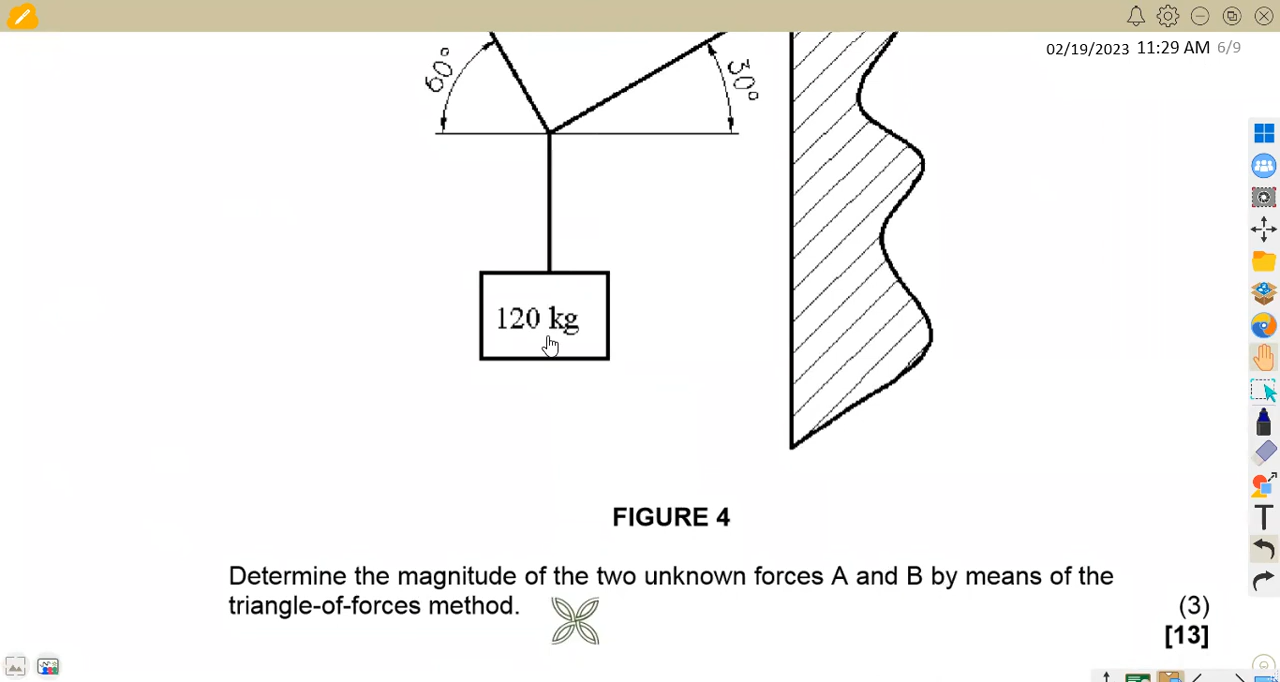 02/19/2023 11:29 AM 6/9
60°
30°
120 kg
FIGURE 4
Determine the magnitude of the two unknown forces A and B by means of the
triangle-of-forces method.
(3)
[13]
T